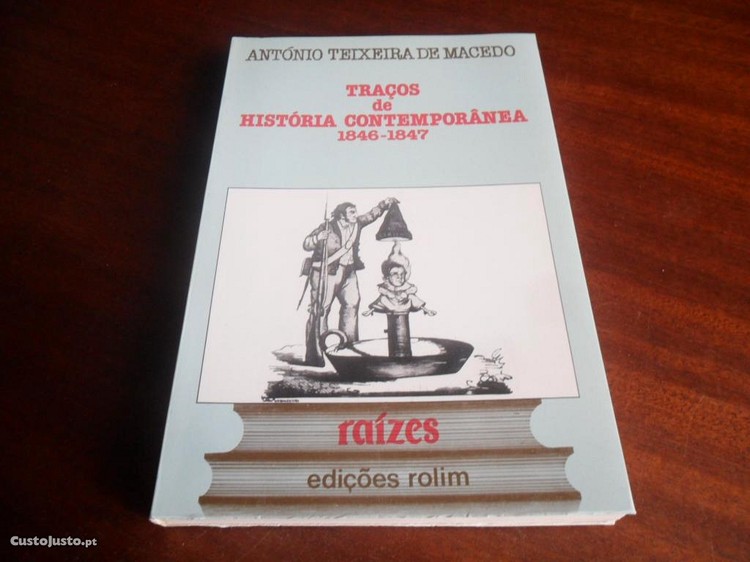 ANTÓNIO TEIXEIRA DE MACEDO
TRAÇOS
de
HISTÓRIA CONTEMPORÂNEA
1846-1847
raízes
edições rolim
CustoJusto.pt